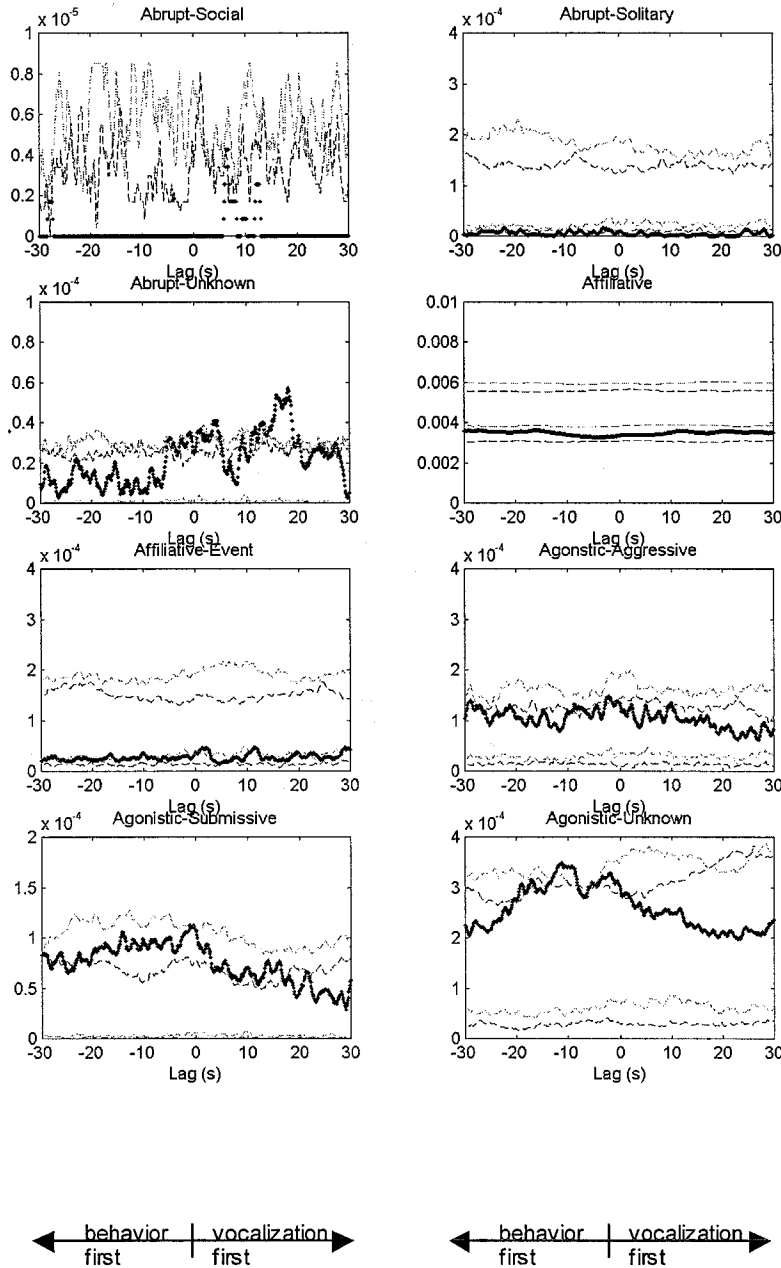 Abrupt-Social
x 10^-5
1
0.8
0.6
0.4
0.2
0
-30 -20 -10 0 10 20 30
Lag (s)
Abrupt-Solitary
x 10^-4
4
3
2
1
0
-30 -20 -10 0 10 20 30
Lag (s)
Abrupt-Unknown
x 10^-4
1
0.8
0.6
0.4
0.2
0
-30 -20 -10 0 10 20 30
Lag (s)
Affiliative
0.01
0.008
0.006
0.004
0.002
0
-30 -20 -10 0 10 20 30
Lag (s)
Affiliative-Event
x 10^-4
4
3
2
1
0
-30 -20 -10 0 10 20 30
Lag (s)
Agonstic-Aggressive
x 10^-4
4
3
2
1
0
-30 -20 -10 0 10 20 30
Lag (s)
Agonistic-Submissive
x 10^-4
2
1.5
1
0.5
0
-30 -20 -10 0 10 20 30
Lag (s)
Agonistic-Unknown
x 10^-4
4
3
2
1
0
-30 -20 -10 0 10 20 30
Lag (s)
behavior vocalization
first first
behavior vocalization
first first